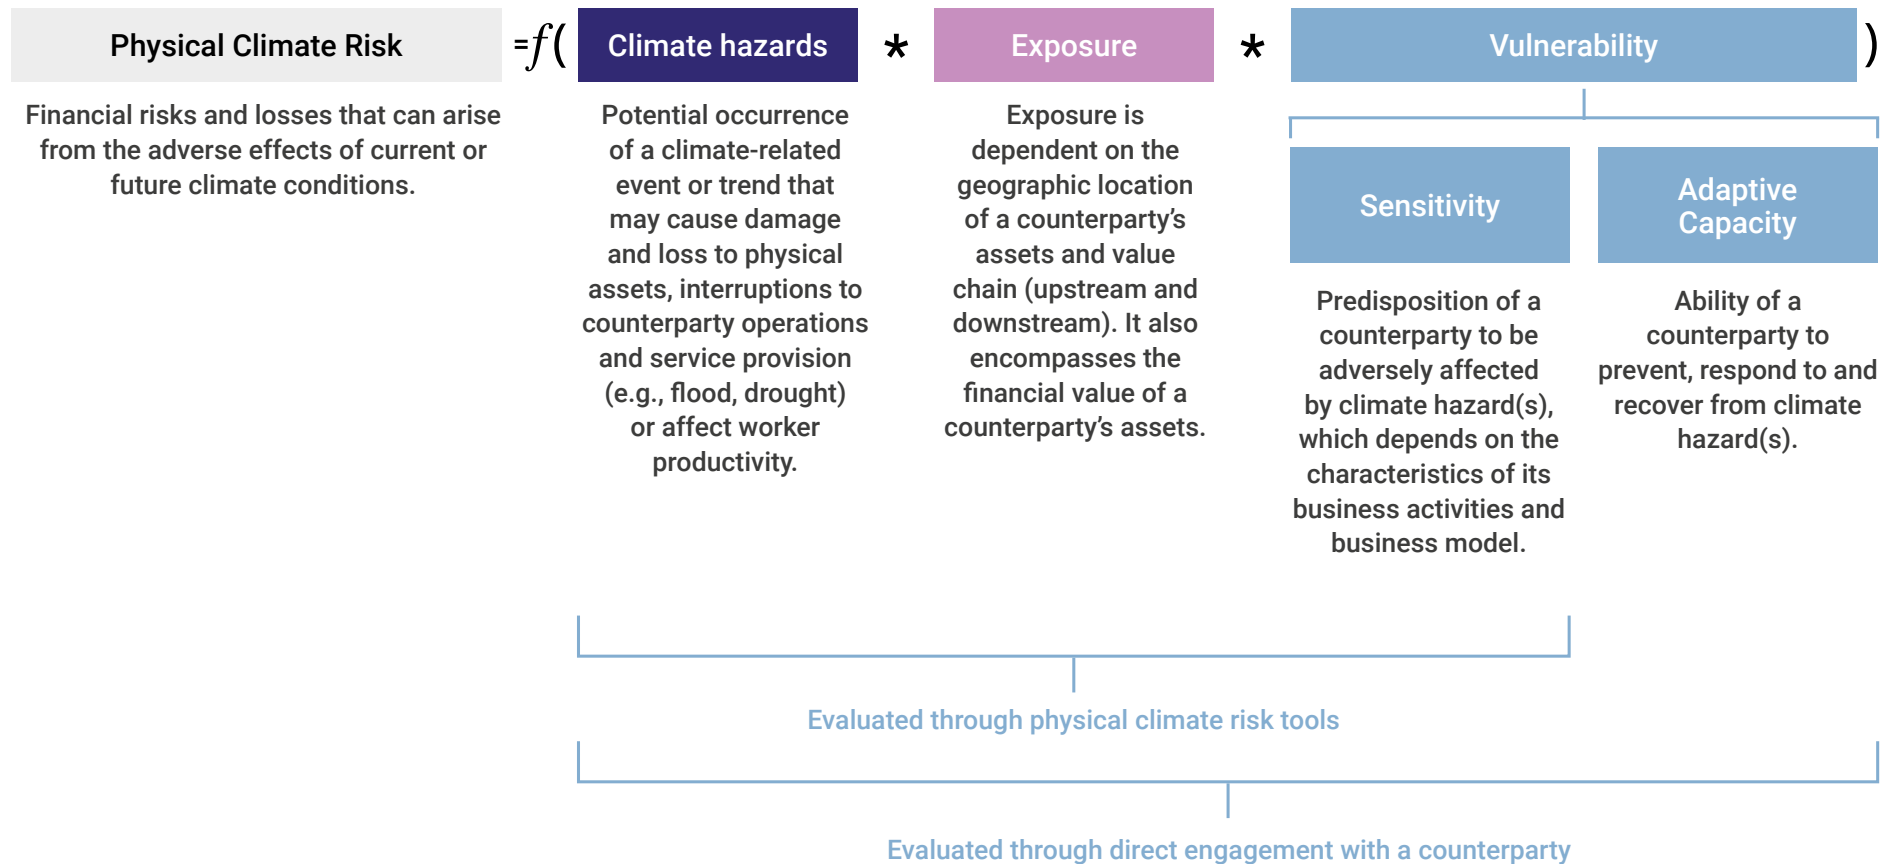 Physical Climate Risk
=f(
Climate hazards
*
Exposure
*
Vulnerability
)
Financial risks and losses that can arise
from the adverse effects of current or
future climate conditions.
Potential occurrence
of a climate-related
event or trend that
may cause damage
and loss to physical
assets, interruptions to
counterparty operations
and service provision
(e.g., flood, drought)
or affect worker
productivity.
Exposure is
dependent on the
geographic location
of a counterparty’s
assets and value
chain (upstream and
downstream). It also
encompasses the
financial value of a
counterparty’s assets.
Sensitivity
Predisposition of a
counterparty to be
adversely affected
by climate hazard(s),
which depends on the
characteristics of its
business activities and
business model.
Adaptive
Capacity
Ability of a
counterparty to
prevent, respond to and
recover from climate
hazard(s).
Evaluated through physical climate risk tools
Evaluated through direct engagement with a counterparty